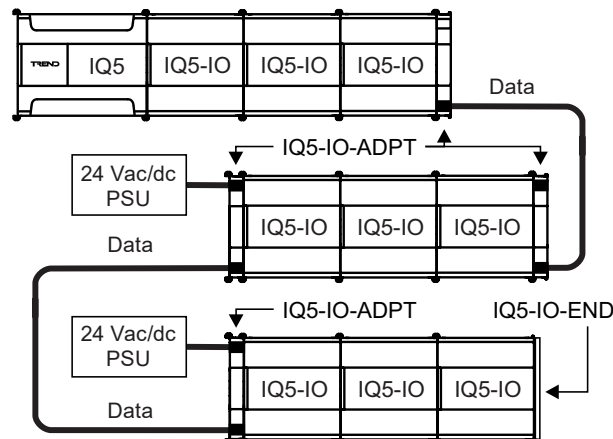 TREND IQ5 IQ5-IO IQ5-IO IQ5-IO
Data
IQ5-IO-ADPT
24 Vac/dc
PSU
IQ5-IO IQ5-IO IQ5-IO
Data
IQ5-IO-ADPT IQ5-IO-END
24 Vac/dc
PSU
IQ5-IO IQ5-IO IQ5-IO
Data